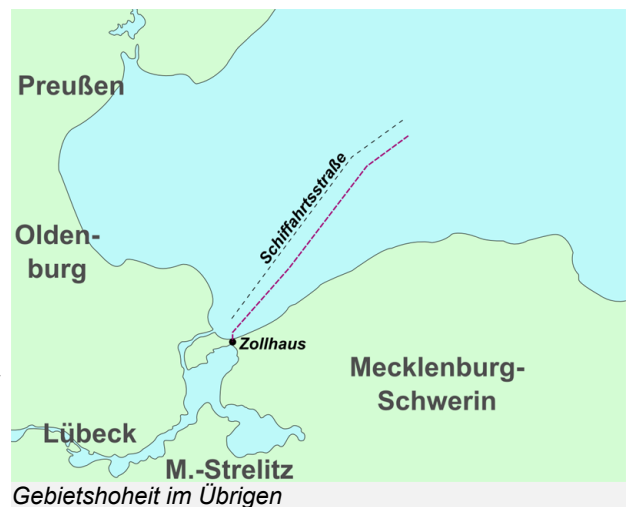 Preußen
Schiffahrtsstraße
Olden-
burg
Zollhaus
Mecklenburg-
Schwerin
Lübeck
M.-Strelitz
Gebietshoheit im Übrigen